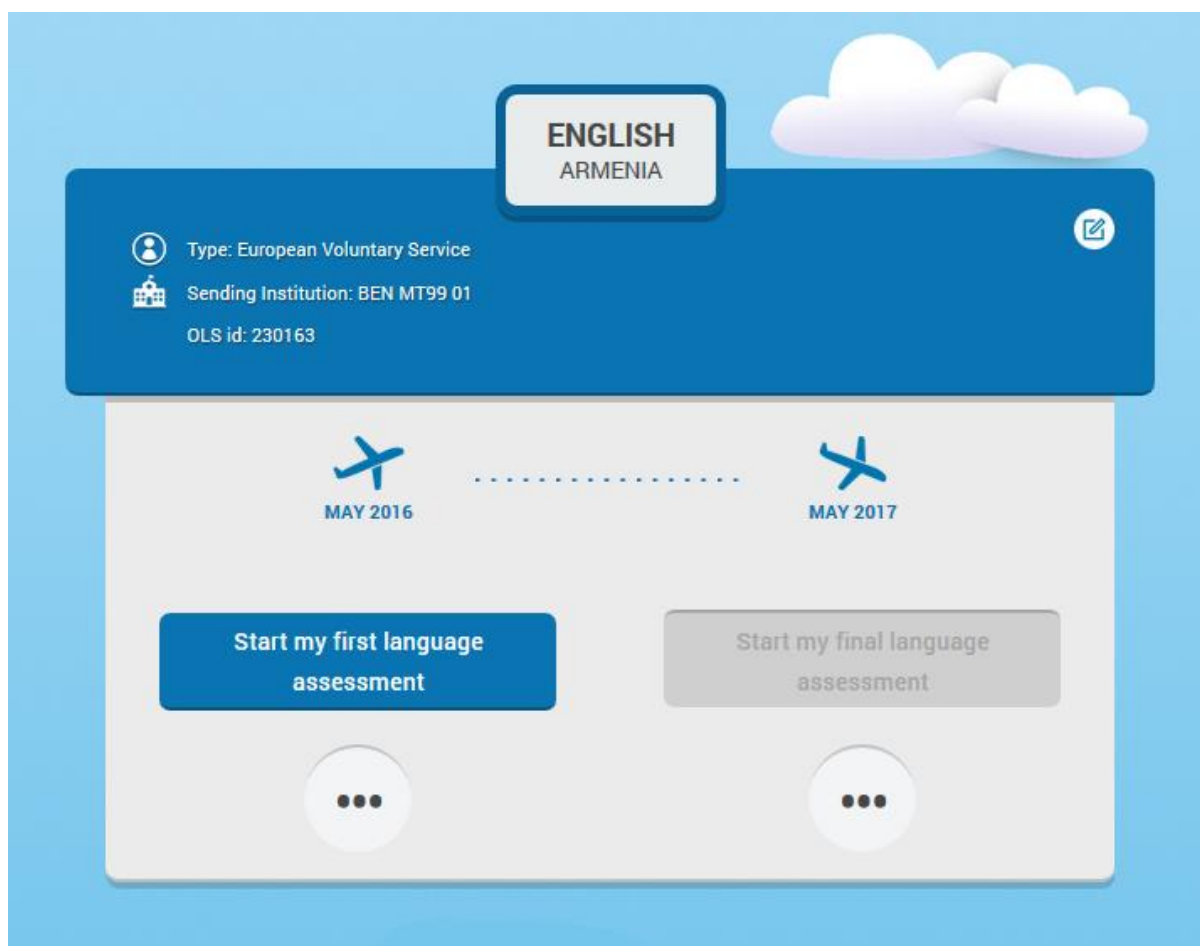 ENGLISH
ARMENIA
Type: European Voluntary Service
Sending Institution: BEN MT99 01
OLS id: 230163
MAY 2016
MAY 2017
Start my first language
assessment
Start my final language
assessment